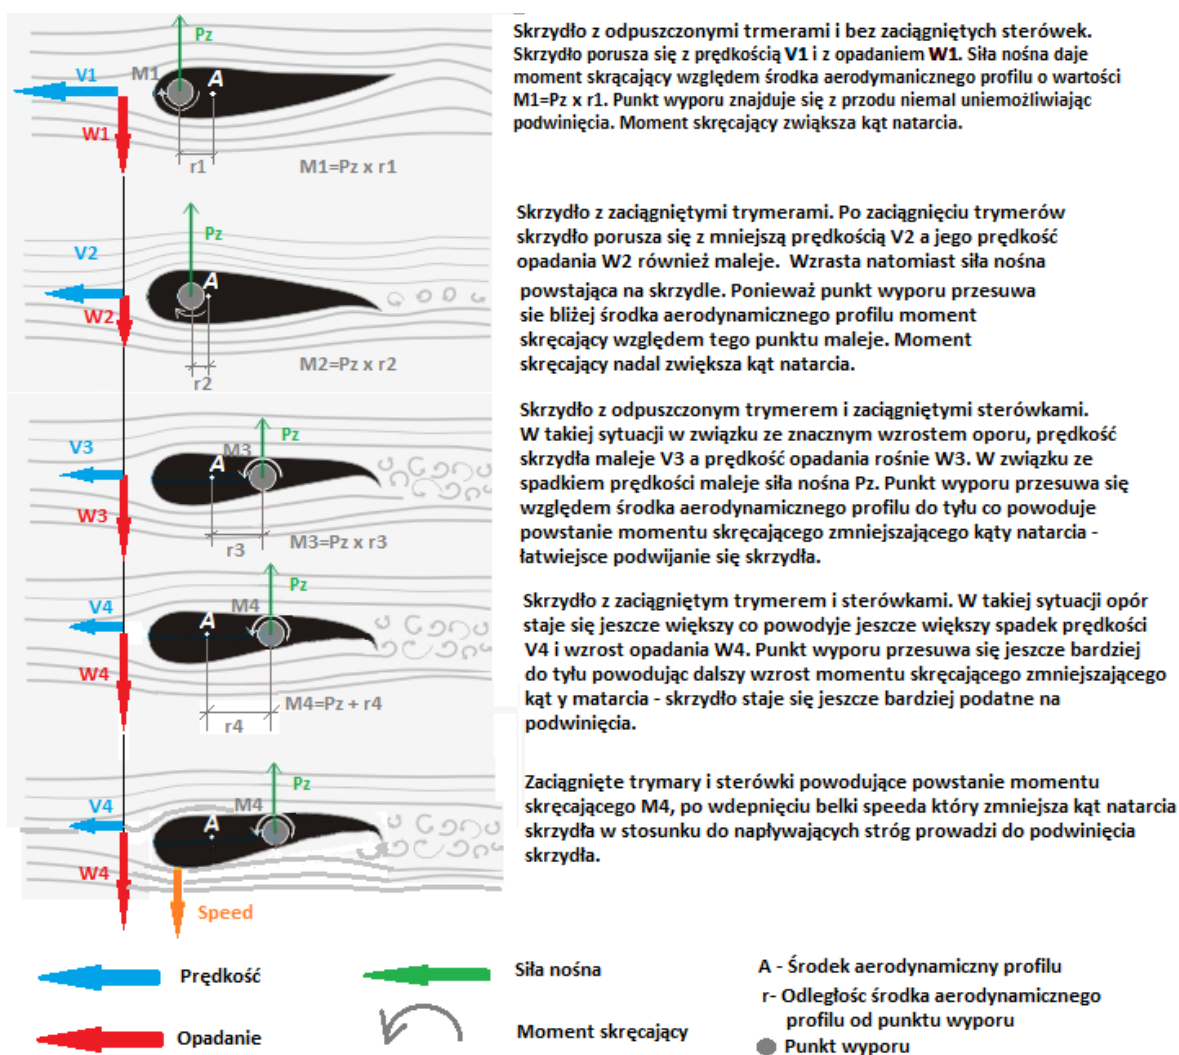 Pz
V1
M1
A
W1
r1
M1=Pz x r1
Skrzydło z odpuszczonymi trmerami i bez zaciągniętych sterówek.
Skrzydło porusza się z prędkością V1 i z opadaniem W1. Siła nośna daje
moment skrącający względem środka aerodymanicznego profilu o wartości
M1=Pz x r1. Punkt wyporu znajduje się z przodu niemal uniemożliwiając
podwinięcia. Moment skręcający zwiąksza kąt natarcia.
Pz
V2
A
W2
M2=Pz x r2
r2
Skrzydło z zaciągniętymi trymerami. Po zaciągnięciu trymerów
skrzydło porusza się z mniejszą prędkością V2 a jego prędkość
opadania W2 również maleje. Wzrasta natomiast siła nośna
powstająca na skrzydle. Ponieważ punkt wyporu przesuwa
sie bliżej środka aerodynamicznego profilu moment
skręcający względem tego punktu maleje. Moment
skręcający nadal zwiększa kąt natarcia.
Pz
V3
M3
A
W3
r3
M3=Pz x r3
Skrzydło z odpuszczonym trymerem i zaciągniętymi sterówkami.
W takiej sytuacji w związku ze znacznym wzrostem oporu, prędkość
skrzydła maleje V3 a prędkość opadania rośnie W3. W związku ze
spadkiem prędkości maleje siła nośna Pz. Punkt wyporu przesuwa się
względem środka aerodynamicznego profilu do tyłu co powoduje
powstanie momentu skręcającego zmniejszającego kąty natarcia -
łatwiejsce podwijanie się skrzydła.
Pz
V4
M4
A
W4
M4=Pz + r4
r4
Skrzydło z zaciągniętym trymerem i sterówkami. W takiej sytuacji opór
staje się jeszcze większy co powodyje jeszcze większy spadek prędkości
V4 i wzrost opadania W4. Punkt wyporu przesuwa się jeszcze bardziej
do tyłu powodując dalszy wzrost momentu skręcającego zmniejszającego
kąt y matarcia - skrzydło staje się jeszcze bardziej podatne na
podwinięcia.
Pz
V4
M4
A
W4
Speed
Zaciągnięte trymary i sterówki powodujące powstanie momentu
skręcającego M4, po wdepnięciu belki speeda który zmniejsza kąt natarcia
skrzydła w stosunku do napływających stróg prowadzi do podwinięcia
skrzydła.
Prędkość
Siła nośna
A - Środek aerodynamiczny profilu
r- Odległośc środka aerodynamicznego
profilu od punktu wyporu
Opadanie
Moment skręcający
Punkt wyporu